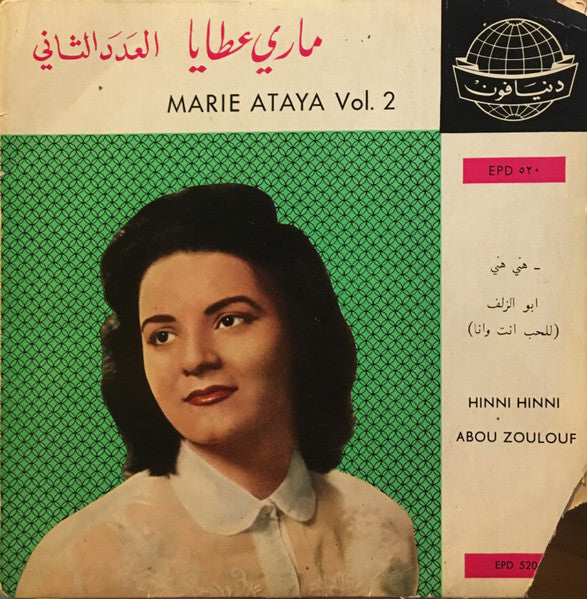 ماري عطايا العدد الثاني
MARIE ATAYA Vol. 2
دنيافون
EPD ٥٢٠
- هني هني
ابو الزلف
(للحب انت وانا)
HINNI HINNI
ABOU ZOULOUF
EPD 520